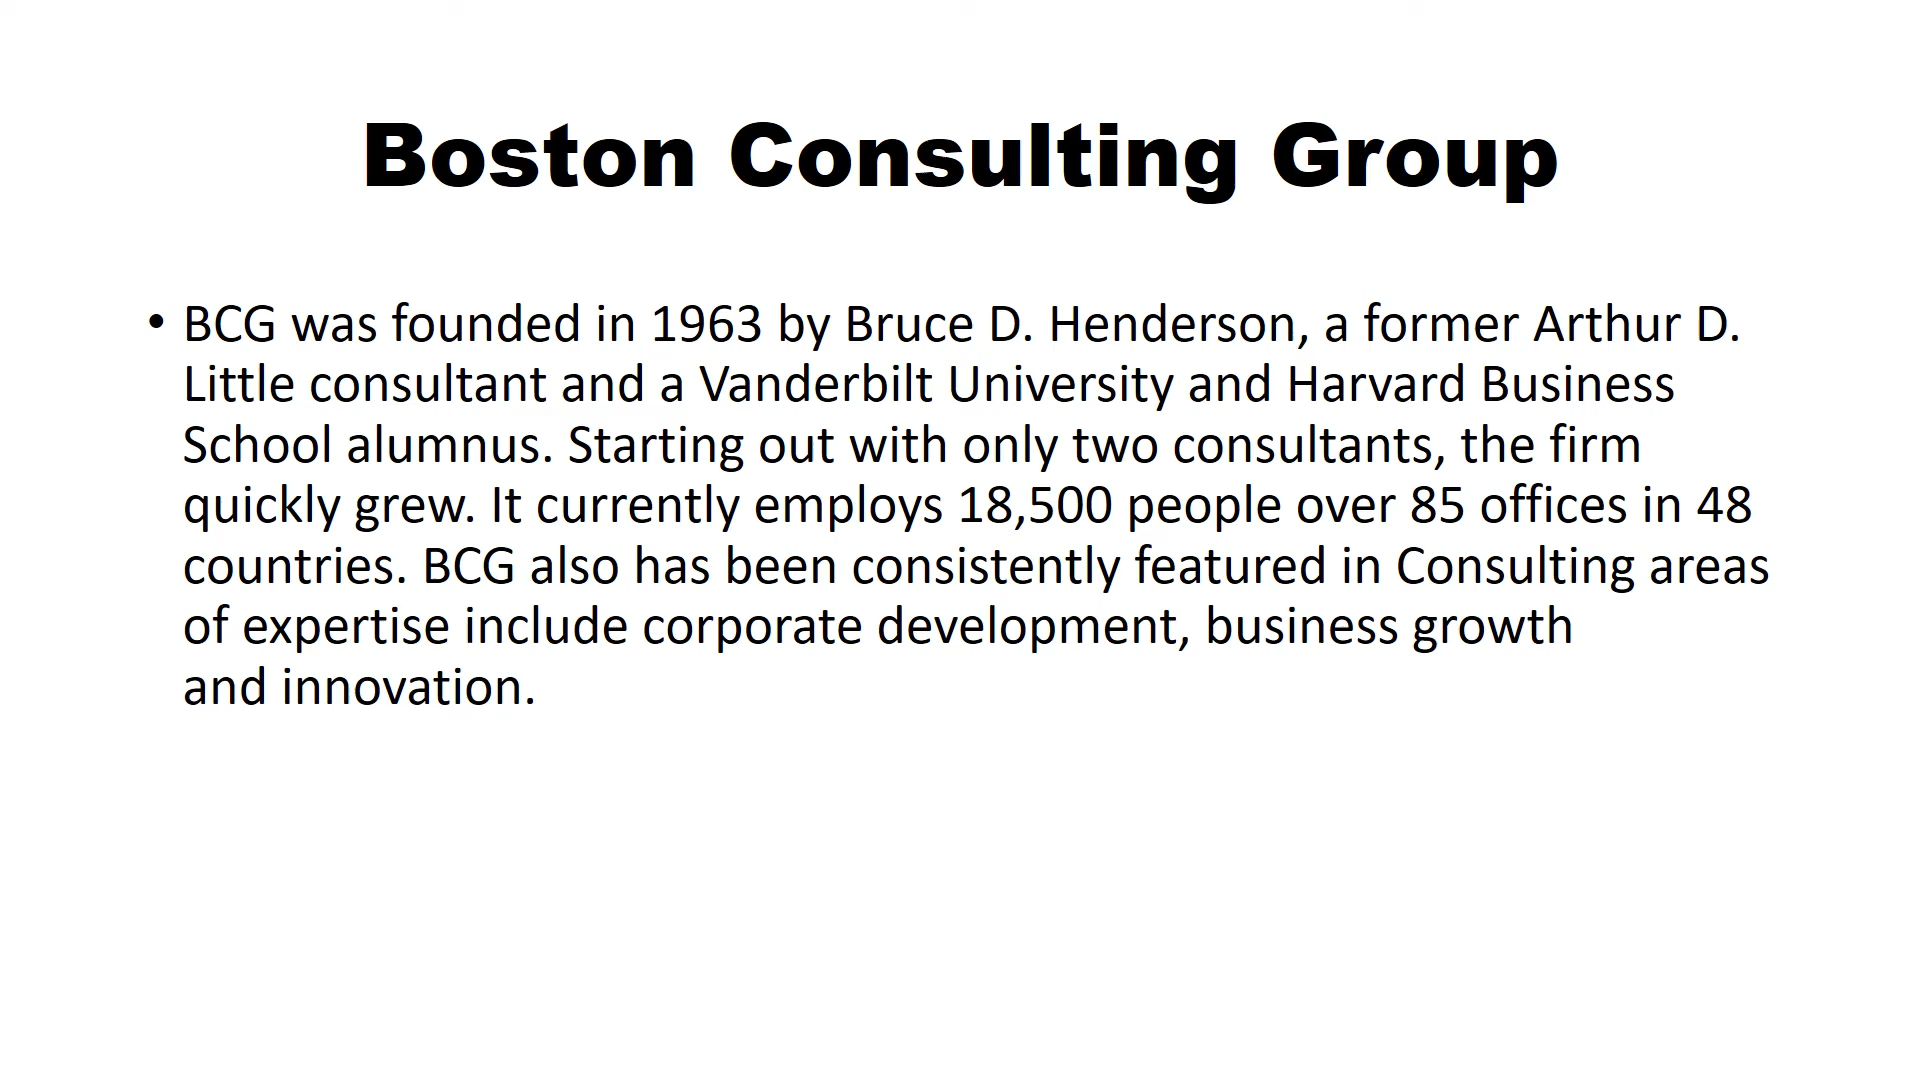 Boston Consulting Group
• BCG was founded in 1963 by Bruce D. Henderson, a former Arthur D.
Little consultant and a Vanderbilt University and Harvard Business
School alumnus. Starting out with only two consultants, the firm
quickly grew. It currently employs 18,500 people over 85 offices in 48
countries. BCG also has been consistently featured in Consulting areas
of expertise include corporate development, business growth
and innovation.